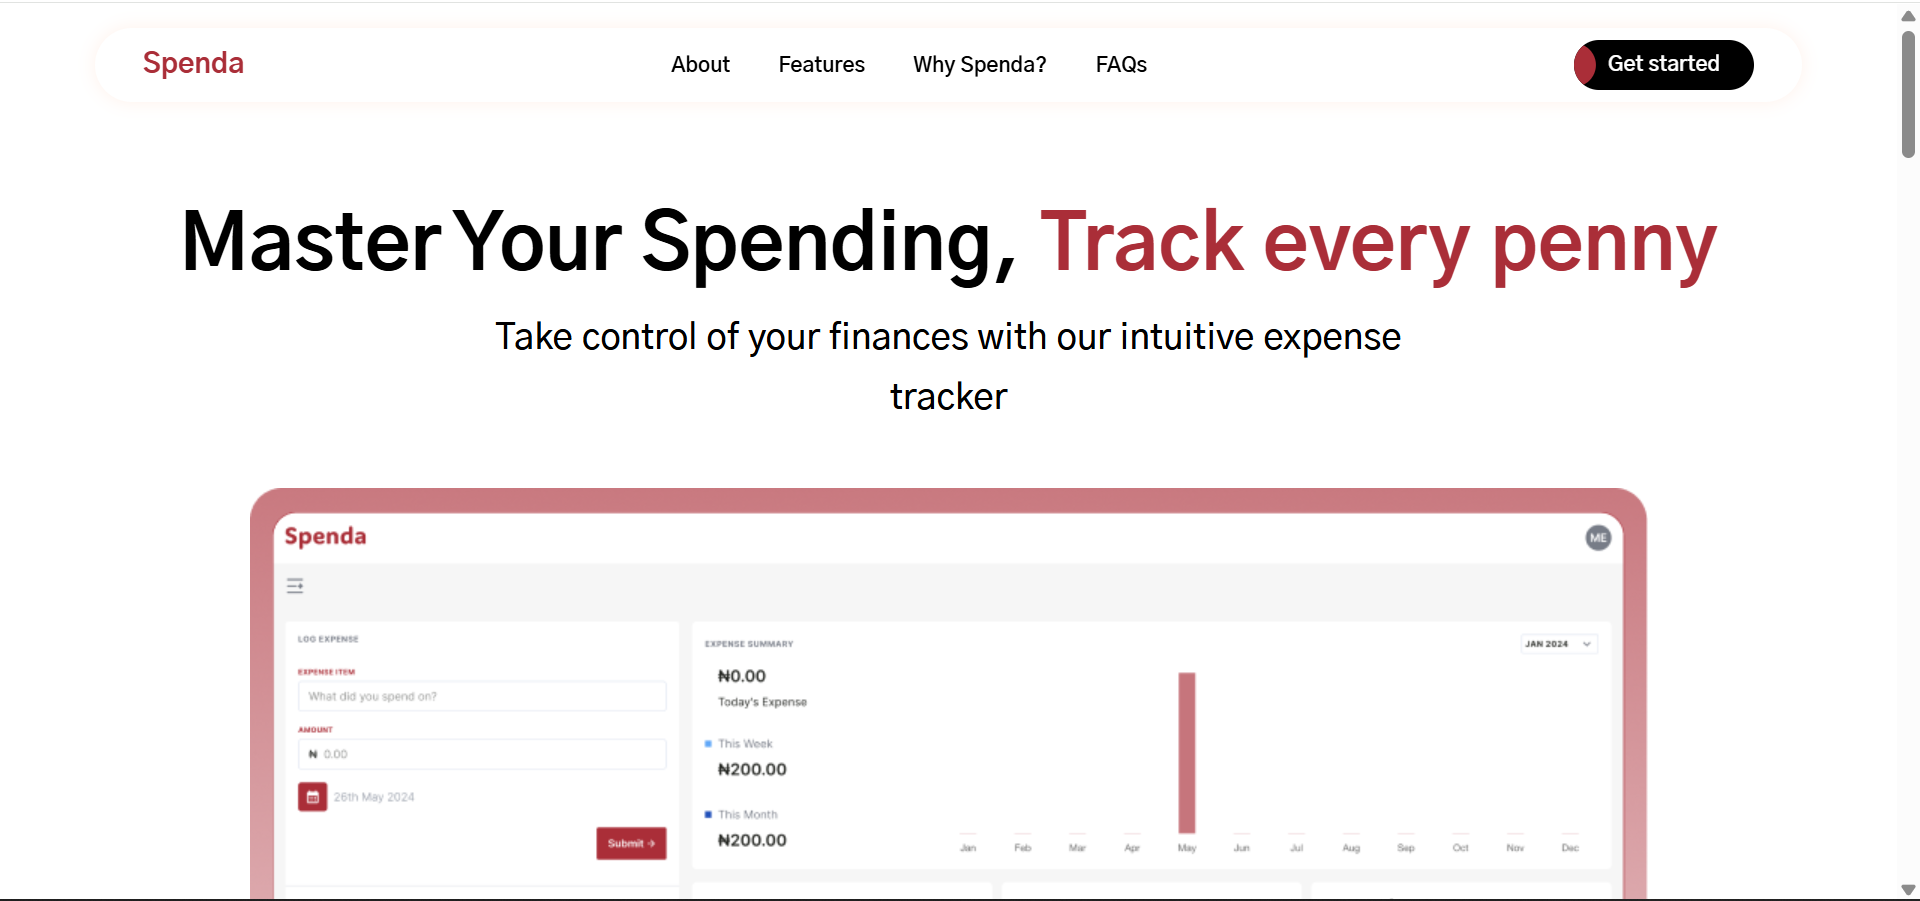 Spenda
About Features Why Spenda? FAQs
Get started
Master Your Spending, Track every penny
Take control of your finances with our intuitive expense
tracker
Spenda
ME
LOG EXPENSE
EXPENSE ITEM
What did you spend on?
AMOUNT
₦ 0.00
26th May 2024
Submit →
EXPENSE SUMMARY
JAN 2024
₦0.00
Today's Expense
This Week
₦200.00
This Month
₦200.00
Jan Feb Mar Apr May Jun Jul Aug Sep Oct Nov Dec